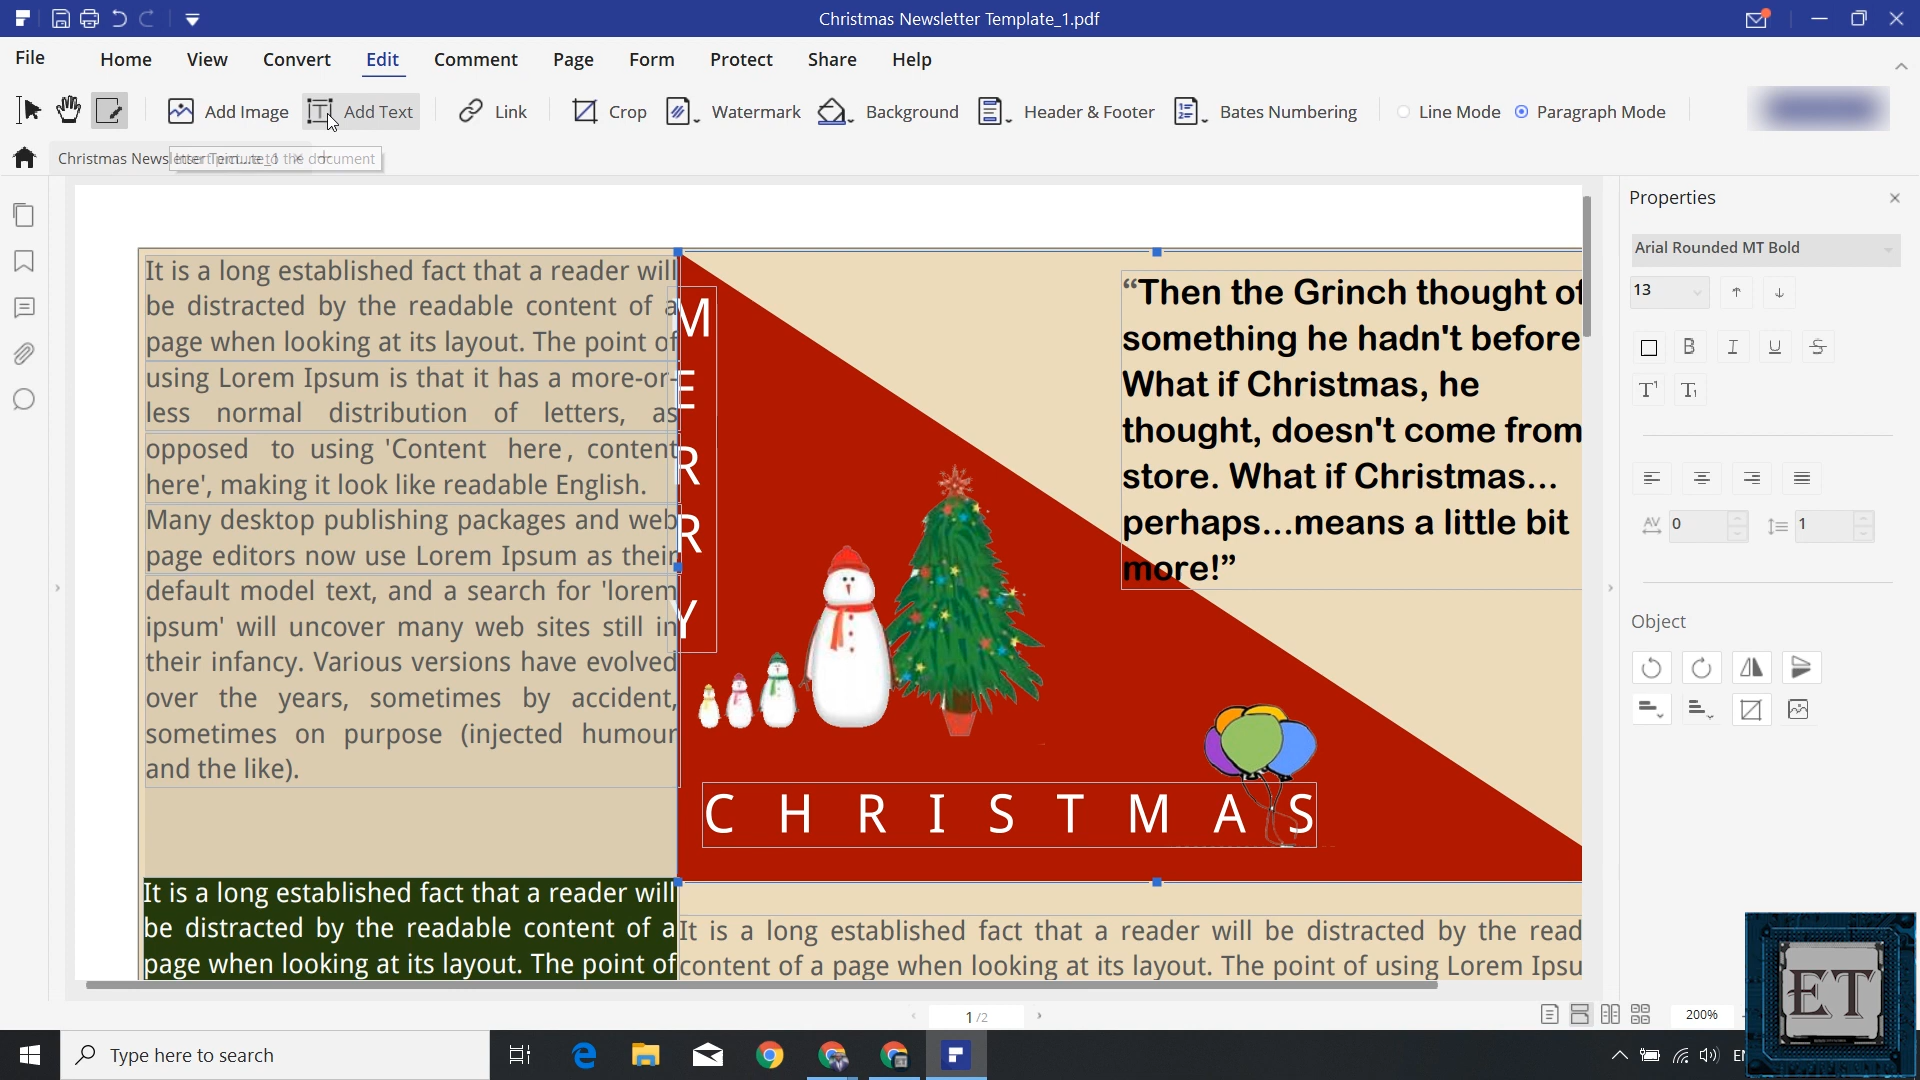 Christmas Newsletter Template_1.pdf
File
Home
View
Convert
Edit
Comment
Page
Form
Protect
Share
Help
Add Image
Add Text
Link
Crop
Watermark
Background
Header & Footer
Bates Numbering
Line Mode
Paragraph Mode
Christmas News
the document
It is a long established fact that a reader will
be distracted by the readable content of a
page when looking at its layout. The point of
using Lorem Ipsum is that it has a more-or-
less normal distribution of letters, as
opposed to using 'Content here, content
here', making it look like readable English.
Many desktop publishing packages and web
page editors now use Lorem Ipsum as their
default model text, and a search for 'lorem
ipsum' will uncover many web sites still in
their infancy. Various versions have evolved
over the years, sometimes by accident,
sometimes on purpose (injected humour
and the like).
M
E
R
R
Y
“Then the Grinch thought of
something he hadn't before
What if Christmas, he
thought, doesn't come from
store. What if Christmas...
perhaps...means a little bit
more!”
C H R I S T M A S
It is a long established fact that a reader will
be distracted by the readable content of a
page when looking at its layout. The point of
It is a long established fact that a reader will be distracted by the read
content of a page when looking at its layout. The point of using Lorem Ipsu
Properties
Arial Rounded MT Bold
13
B I U S
AV
0
1
Object
1 /2
200%
Type here to search
ET